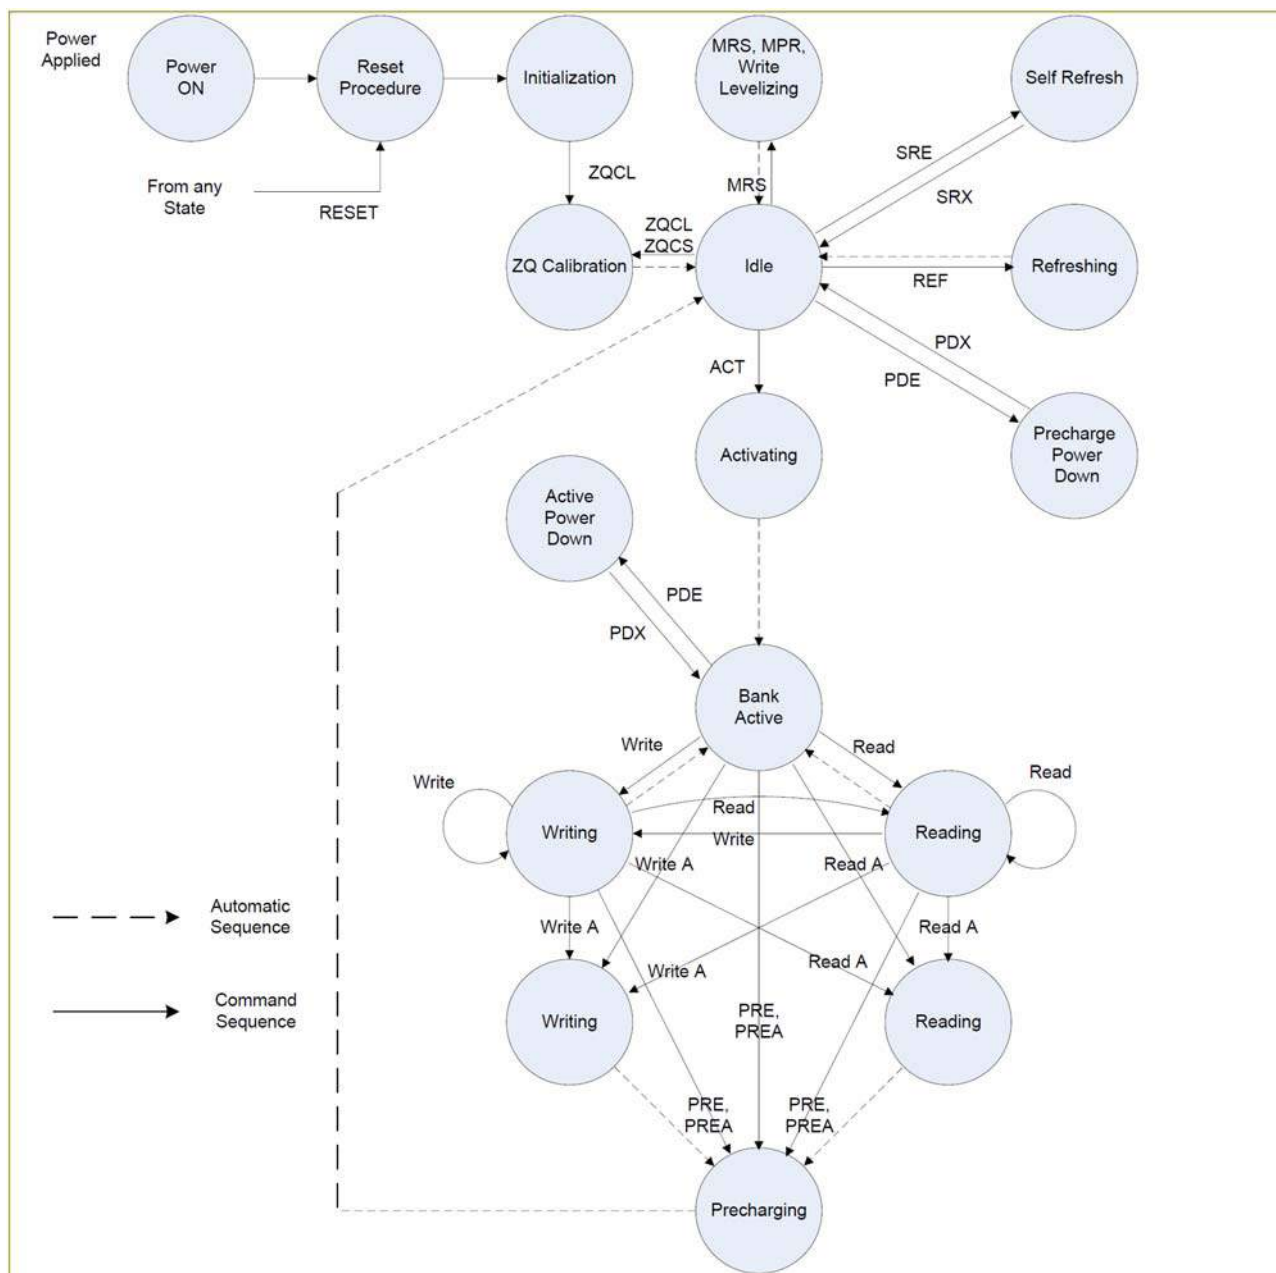 Power
Applied
Power
ON
Reset
Procedure
Initialization
MRS, MPR,
Write
Levelizing
Self Refresh
From any
State
RESET
ZQCL
MRS
SRE
SRX
ZQCL
ZQCS
ZQ Calibration
Idle
REF
Refreshing
ACT
PDX
PDE
Activating
Precharge
Power
Down
Active
Power
Down
PDE
PDX
Bank
Active
Write
Read
Write
Read
Read
Write
Writing
Reading
Write A
Read A
Write A
Read A
Write A
Read A
Automatic
Sequence
Command
Sequence
Writing
Reading
PRE,
PREA
PRE,
PREA
PRE,
PREA
Precharging